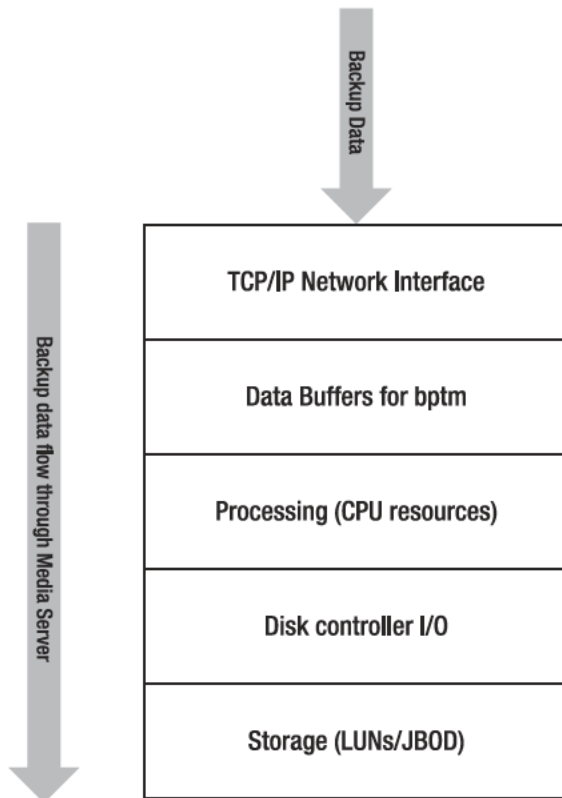 Backup Data
Backup data flow through Media Server
TCP/IP Network Interface
Data Buffers for bptm
Processing (CPU resources)
Disk controller I/O
Storage (LUNs/JBOD)